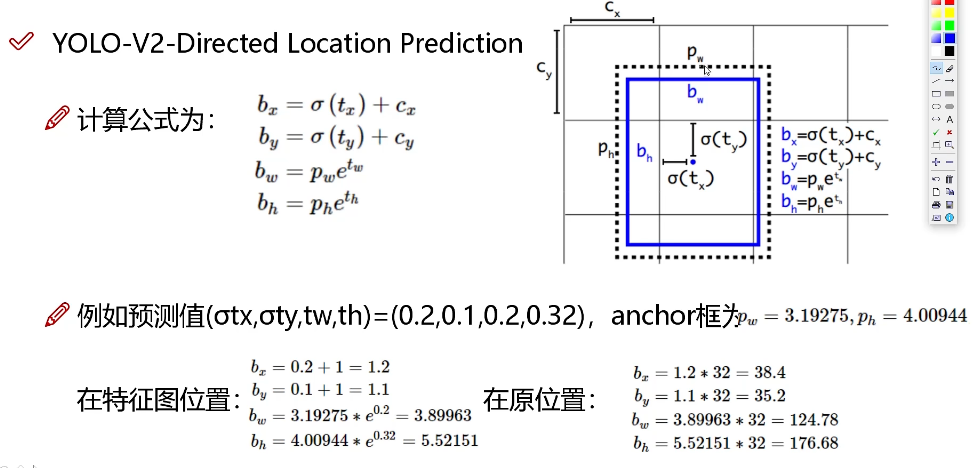 YOLO-V2-Directed Location Prediction
计算公式为：
b_x = σ(t_x) + c_x
b_y = σ(t_y) + c_y
b_w = p_w e^{t_w}
b_h = p_h e^{t_h}
c_x
c_y
p_w
b_w
p_h
b_h
σ(t_y)
σ(t_x)
b_x=σ(t_x)+c_x
b_y=σ(t_y)+c_y
b_w=p_w e^{t_w}
b_h=p_h e^{t_h}
例如预测值(σtx,σty,tw,th)=(0.2,0.1,0.2,0.32)，anchor框为 p_w = 3.19275, p_h = 4.00944
在特征图位置：
b_x = 0.2 + 1 = 1.2
b_y = 0.1 + 1 = 1.1
b_w = 3.19275 * e^{0.2} = 3.89963
b_h = 4.00944 * e^{0.32} = 5.52151
在原位置：
b_x = 1.2 * 32 = 38.4
b_y = 1.1 * 32 = 35.2
b_w = 3.89963 * 32 = 124.78
b_h = 5.52151 * 32 = 176.68
A